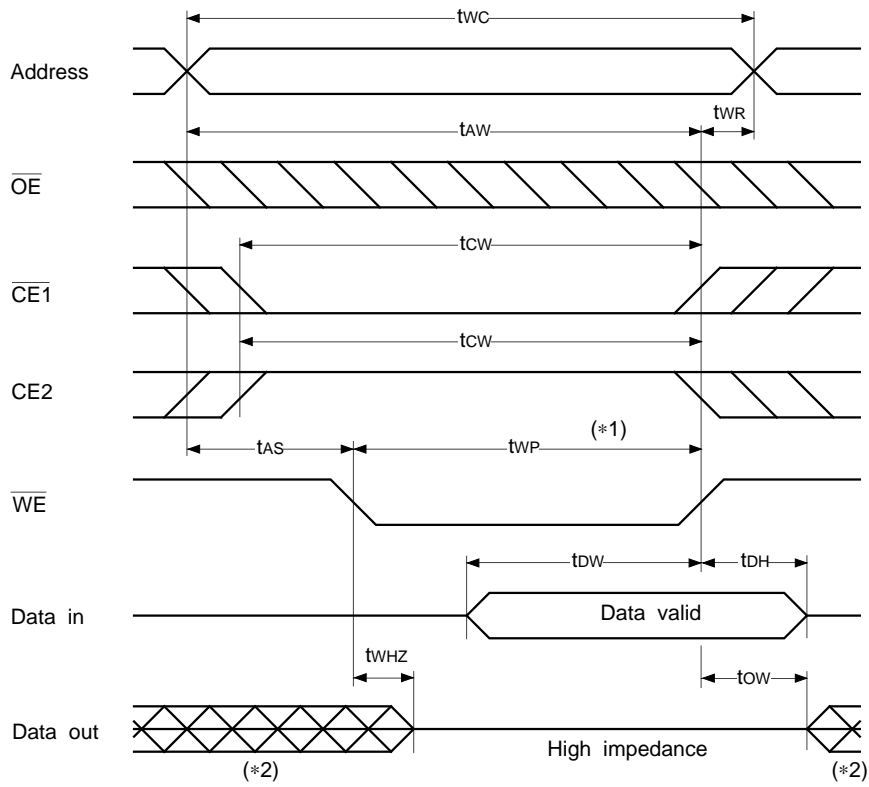 tWC
Address
tAW
tWR
OE
tCW
CE1
tCW
CE2
tAS
tWP
(*1)
WE
tDW
tDH
Data in
Data valid
tWHZ
tOW
Data out
High impedance
(*2)
(*2)